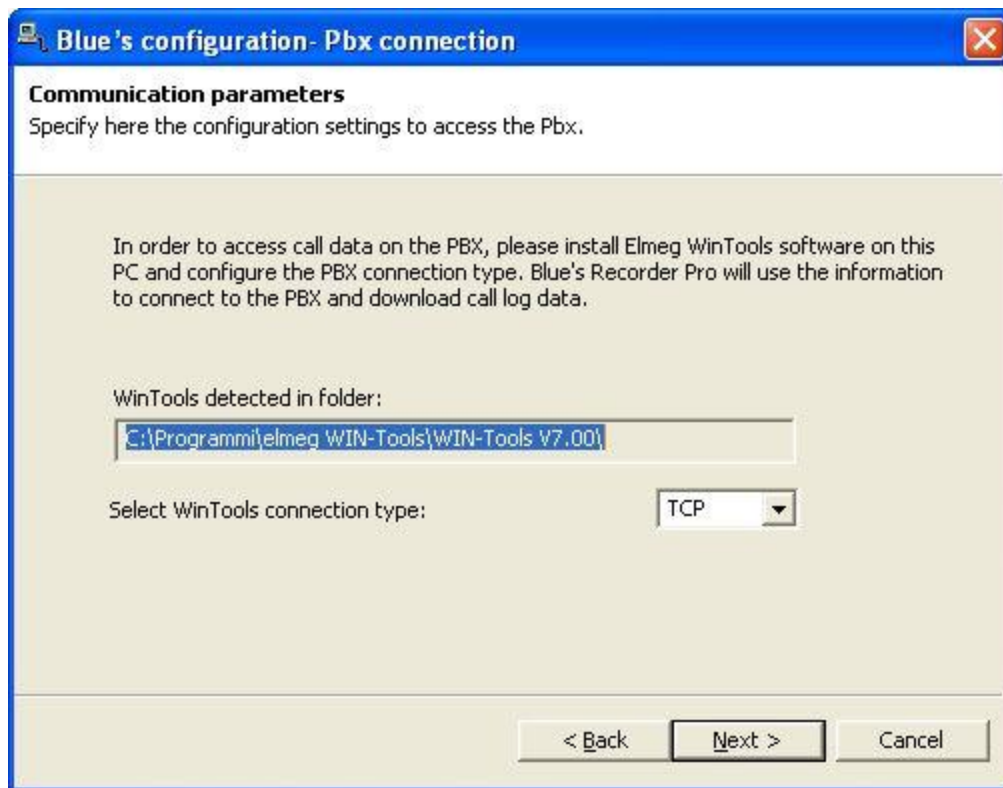 Blue's configuration- Pbx connection
Communication parameters
Specify here the configuration settings to access the Pbx.
In order to access call data on the PBX, please install Elmeg WinTools software on this
PC and configure the PBX connection type. Blue's Recorder Pro will use the information
to connect to the PBX and download call log data.
WinTools detected in folder:
C:\Programmi\elmeg WIN-Tools\WIN-Tools V7.00\
Select WinTools connection type: TCP
< Back Next > Cancel